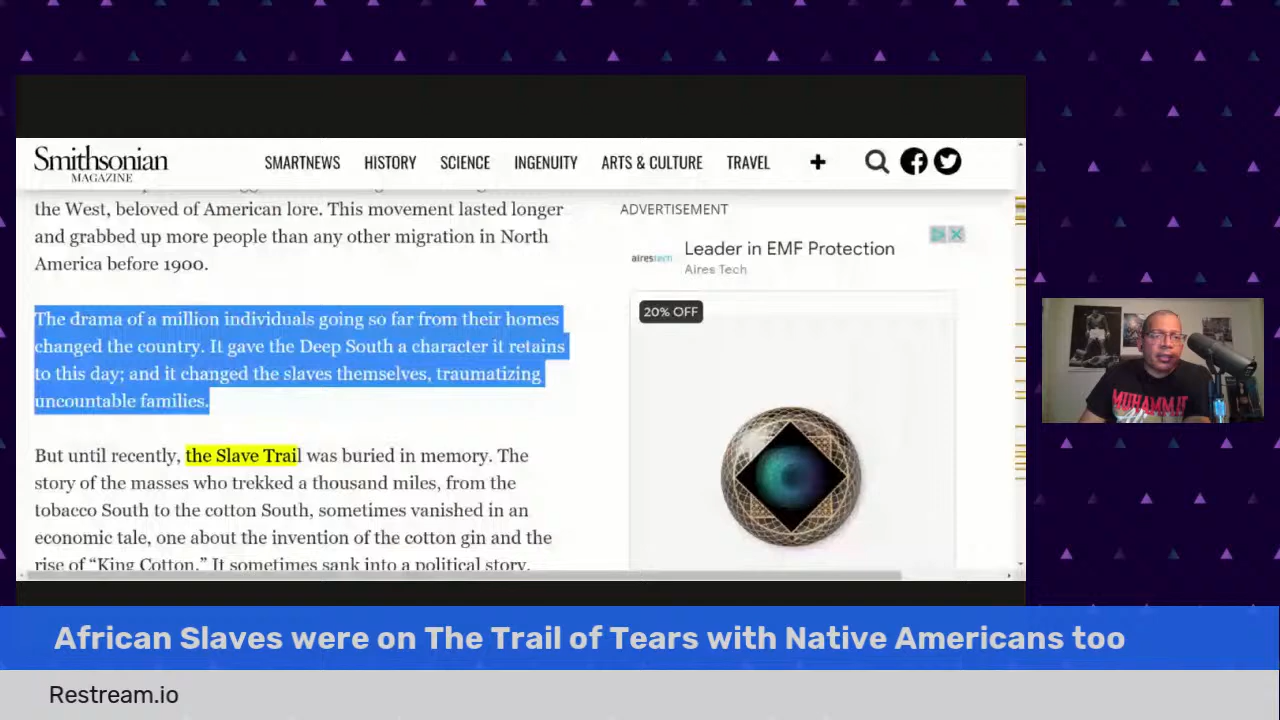 Smithsonian
MAGAZINE
SMARTNEWS HISTORY SCIENCE INGENUITY ARTS & CULTURE TRAVEL
the West, beloved of American lore. This movement lasted longer
and grabbed up more people than any other migration in North
America before 1900.
The drama of a million individuals going so far from their homes
changed the country. It gave the Deep South a character it retains
to this day; and it changed the slaves themselves, traumatizing
uncountable families.
But until recently, the Slave Trail was buried in memory. The
story of the masses who trekked a thousand miles, from the
tobacco South to the cotton South, sometimes vanished in an
economic tale, one about the invention of the cotton gin and the
rise of “King Cotton.” It sometimes sank into a political story,
ADVERTISEMENT
airestech
Leader in EMF Protection
Aires Tech
20% OFF
African Slaves were on The Trail of Tears with Native Americans too
Restream.io